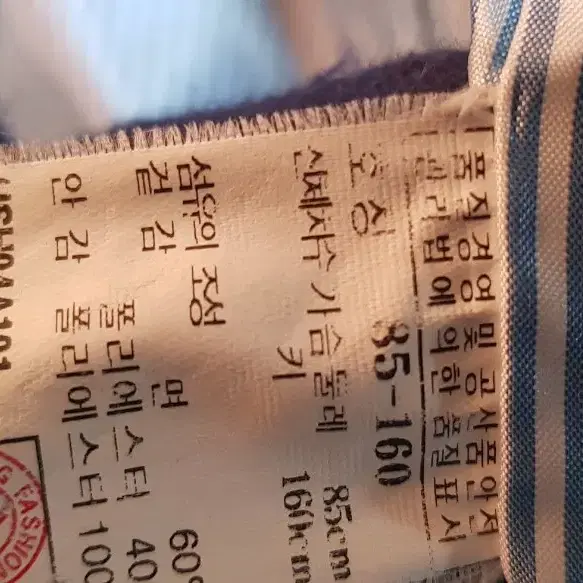 품질경영 및 공산품안전
관리법에 의한 품질표시
호칭 85-160
신체치수 가슴둘레 85cm
키 160cm
섬유의 조성
겉감 면 60%
폴리에스터 40
안감 폴리에스터 100
FASHION